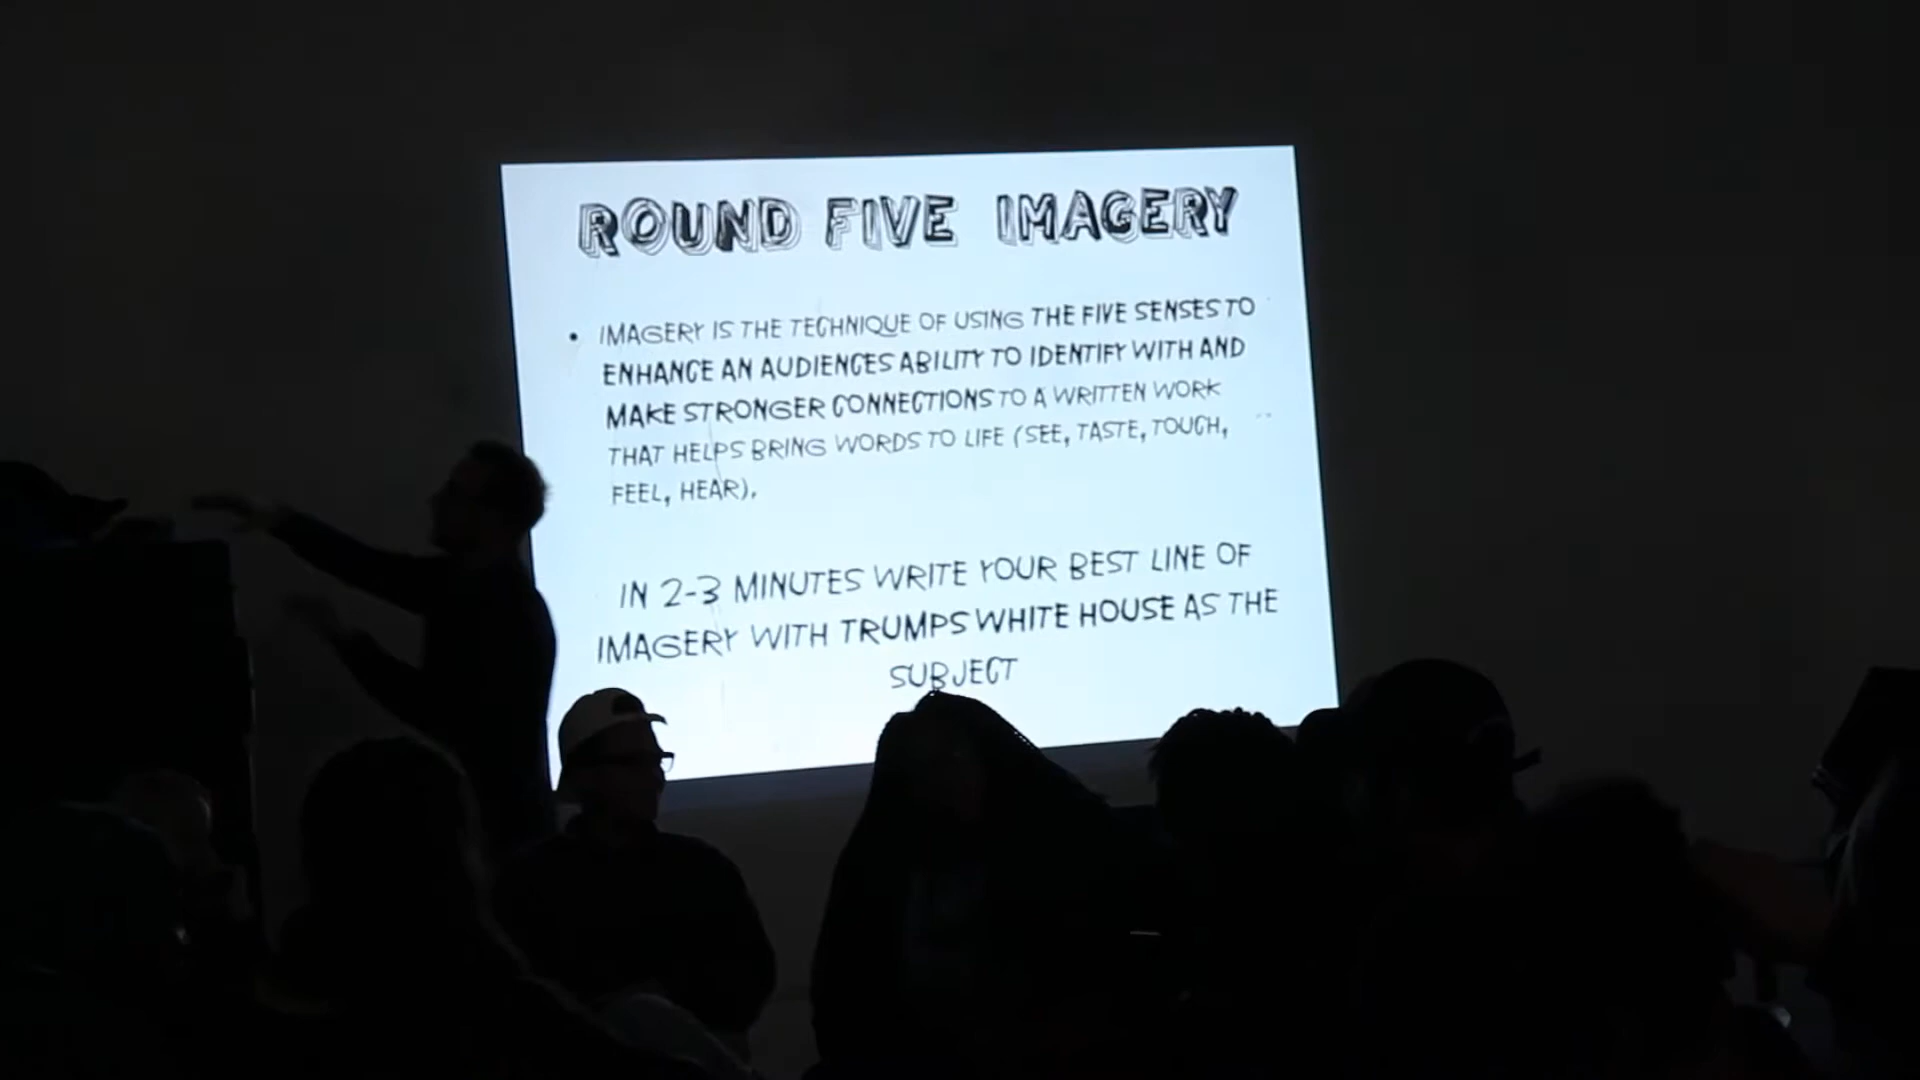 ROUND FIVE IMAGERY
• IMAGERY IS THE TECHNIQUE OF USING THE FIVE SENSES TO
ENHANCE AN AUDIENCES ABILITY TO IDENTIFY WITH AND
MAKE STRONGER CONNECTIONS TO A WRITTEN WORK
THAT HELPS BRING WORDS TO LIFE (SEE, TASTE, TOUCH,
FEEL, HEAR).
IN 2-3 MINUTES WRITE YOUR BEST LINE OF
IMAGERY WITH TRUMPS WHITE HOUSE AS THE
SUBJECT